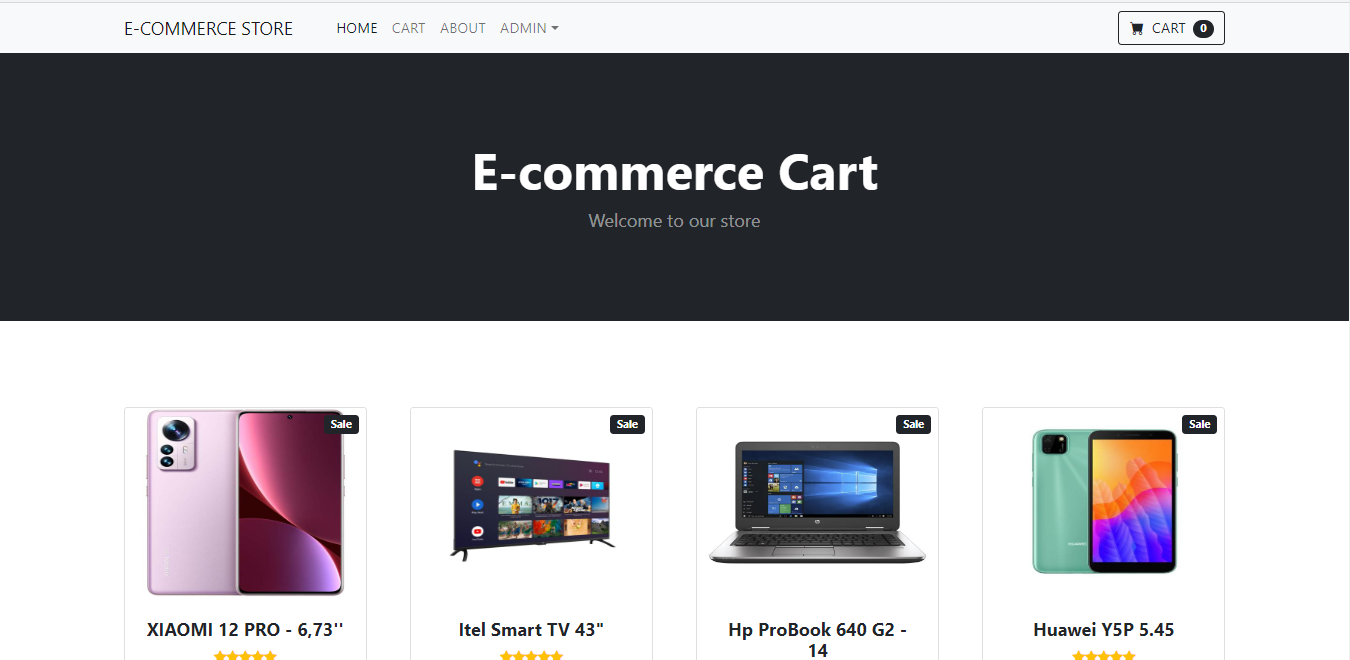 E-COMMERCE STORE HOME CART ABOUT ADMIN CART 0
E-commerce Cart
Welcome to our store
Sale
Sale
Sale
Sale
XIAOMI 12 PRO - 6,73''
Itel Smart TV 43"
Hp ProBook 640 G2 -
14
Huawei Y5P 5.45